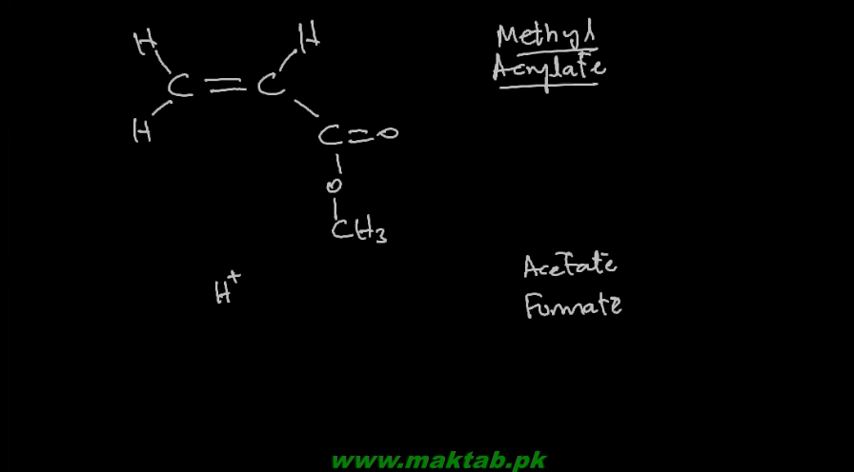 H
H
Methyl
C = C
Acrylate
H
C=O
O
CH3
Acetate
H+
Formate
www.maktab.pk